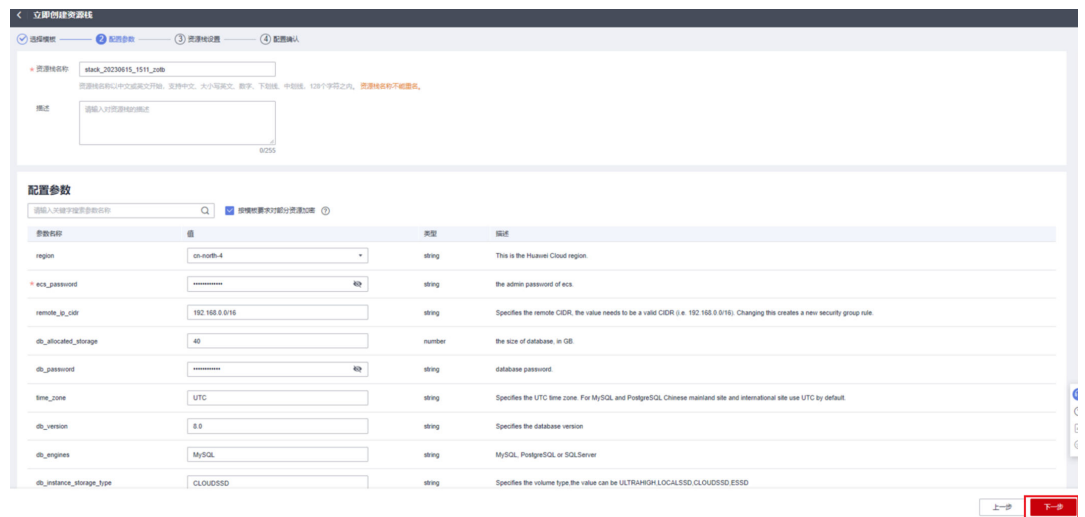 < 立即创建资源栈
选择模板 2 配置参数 3 资源栈设置 4 配置确认
* 资源栈名称 stack_20230615_1511_zotb
资源栈名称以中文或英文开始，支持中文、大小写英文、数字、下划线、中划线，128个字符之内，资源栈名称不能重名。
描述 请输入对资源栈的描述
0/255
配置参数
请输入关键字搜索参数名称 按模板要求对部分资源加密
参数名称 值 类型 描述
region cn-north-4 string This is the Huawei Cloud region.
* ecs_password ············· string the admin password of ecs.
remote_ip_cidr 192.168.0.0/16 string Specifies the remote CIDR, the value needs to be a valid CIDR (i.e. 192.168.0.0/16). Changing this creates a new security group rule.
db_allocated_storage 40 number the size of database, in GB.
db_password ············ string database password.
time_zone UTC string Specifies the UTC time zone. For MySQL and PostgreSQL Chinese mainland site and international site use UTC by default.
db_version 8.0 string Specifies the database version
db_engines MySQL string MySQL, PostgreSQL or SQLServer
db_instance_storage_type CLOUDSSD string Specifies the volume type,the value can be ULTRAHIGH,LOCALSSD,CLOUDSSD,ESSD
上一步 下一步